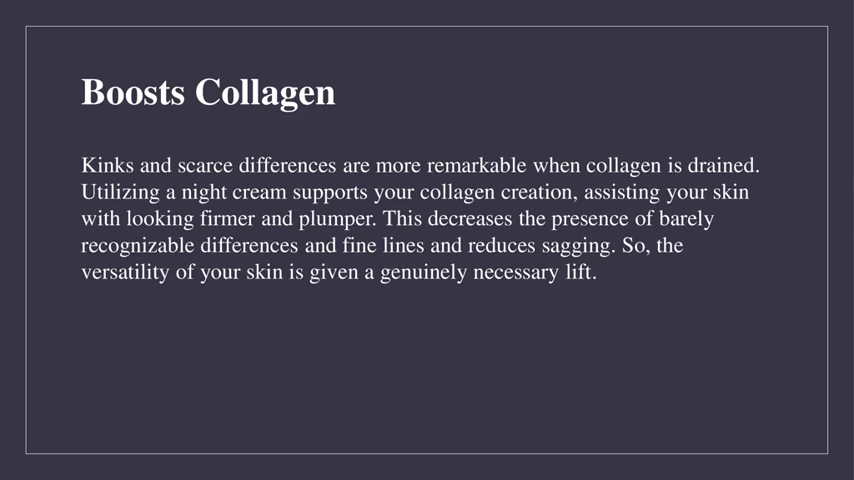 Boosts Collagen
Kinks and scarce differences are more remarkable when collagen is drained.
Utilizing a night cream supports your collagen creation, assisting your skin
with looking firmer and plumper. This decreases the presence of barely
recognizable differences and fine lines and reduces sagging. So, the
versatility of your skin is given a genuinely necessary lift.